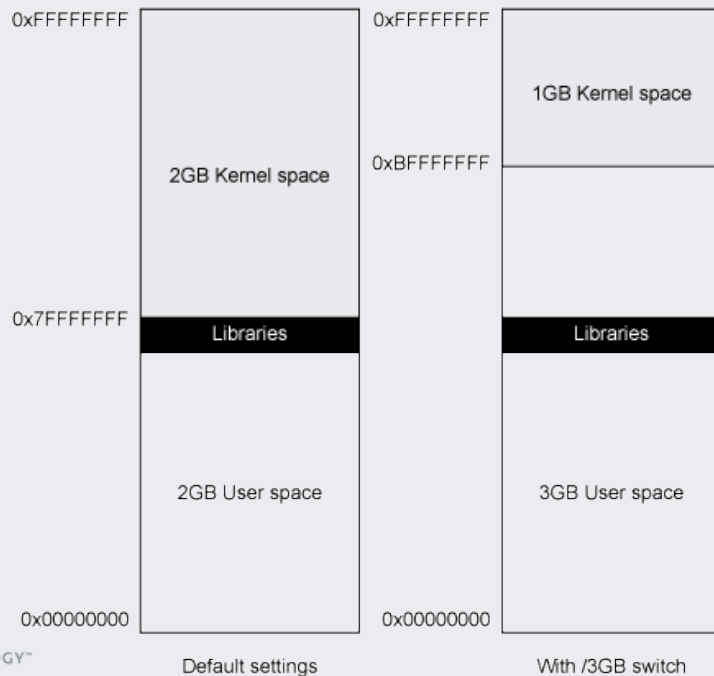 0xFFFFFFFF
0xFFFFFFFF
1GB Kernel space
0xBFFFFFFF
2GB Kernel space
0x7FFFFFFF
Libraries
Libraries
2GB User space
3GB User space
0x00000000
0x00000000
Default settings
With /3GB switch